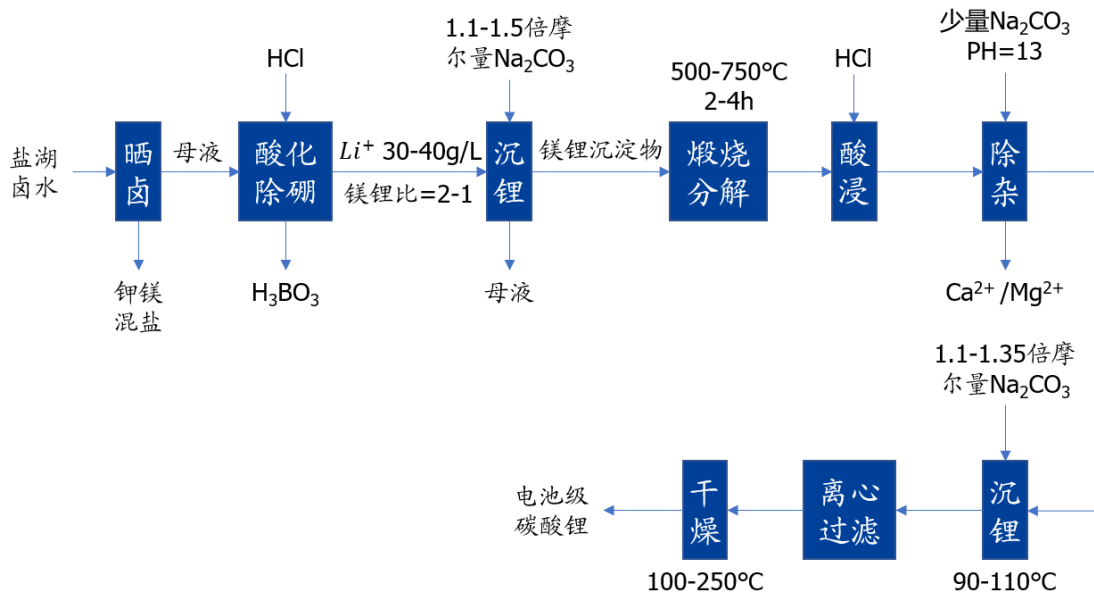 HCl
1.1-1.5倍摩
尔量Na₂CO₃
500-750℃
2-4h
HCl
少量Na₂CO₃
PH=13
盐湖
卤水
晒
卤
母液
酸化
除硼
Li⁺ 30-40g/L
镁锂比=2-1
沉
锂
镁锂沉淀物
煅烧
分解
酸
浸
除
杂
钾镁
混盐
H₃BO₃
母液
Ca²⁺/Mg²⁺
1.1-1.35倍摩
尔量Na₂CO₃
电池级
碳酸锂
干
燥
离心
过滤
沉
锂
100-250℃
90-110℃